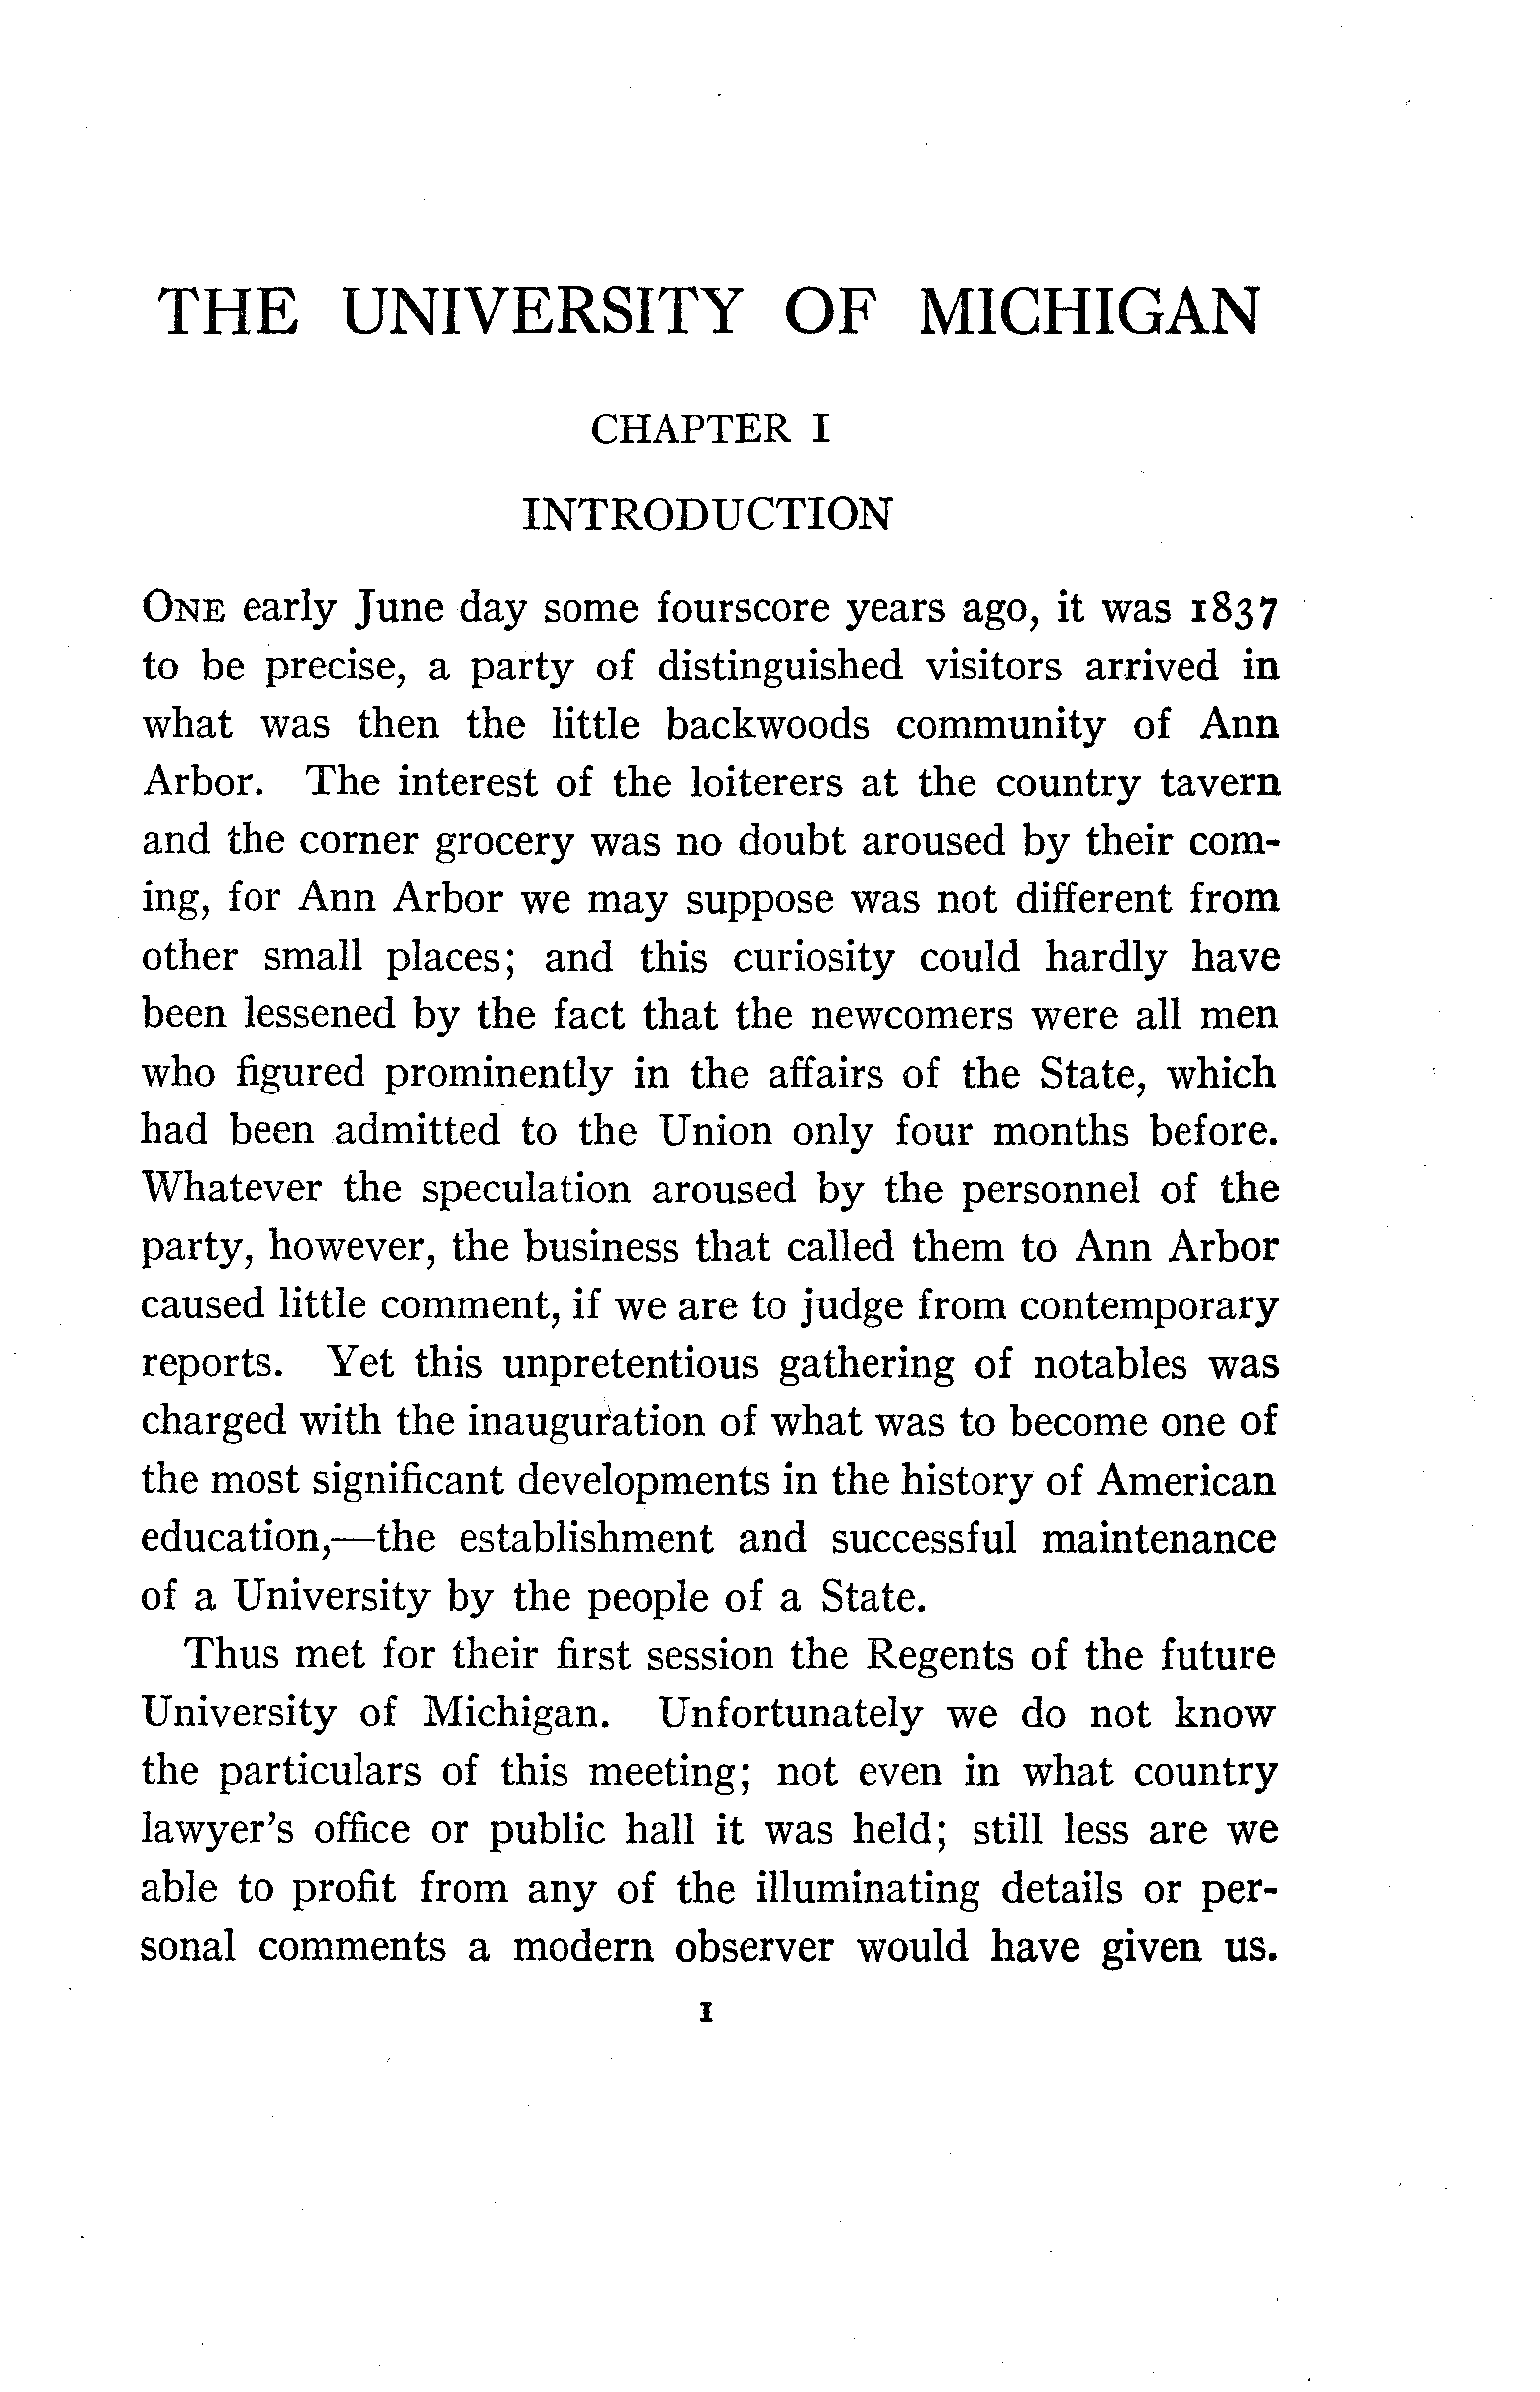 THE UNIVERSITY OF MICHIGAN
CHAPTER I
INTRODUCTION
ONE early June day some fourscore years ago, it was 1837
to be precise, a party of distinguished visitors arrived in
what was then the little backwoods community of Ann
Arbor. The interest of the loiterers at the country tavern
and the corner grocery was no doubt aroused by their com-
ing, for Ann Arbor we may suppose was not different from
other small places; and this curiosity could hardly have
been lessened by the fact that the newcomers were all men
who figured prominently in the affairs of the State, which
had been admitted to the Union only four months before.
Whatever the speculation aroused by the personnel of the
party, however, the business that called them to Ann Arbor
caused little comment, if we are to judge from contemporary
reports. Yet this unpretentious gathering of notables was
charged with the inauguration of what was to become one of
the most significant developments in the history of American
education,—the establishment and successful maintenance
of a University by the people of a State.
Thus met for their first session the Regents of the future
University of Michigan. Unfortunately we do not know
the particulars of this meeting; not even in what country
lawyer's office or public hall it was held; still less are we
able to profit from any of the illuminating details or per-
sonal comments a modern observer would have given us.
I